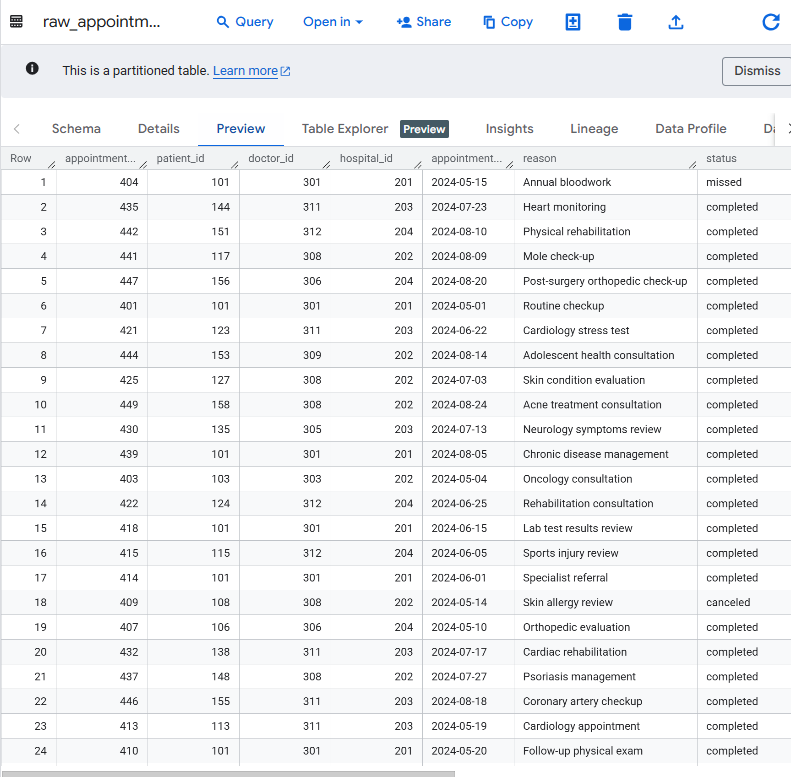 raw_appointm... Query Open in Share Copy
This is a partitioned table. Learn more Dismiss
Schema Details Preview Table Explorer Preview Insights Lineage Data Profile Da
Row appointment... patient_id doctor_id hospital_id appointment... reason status
1 404 101 301 201 2024-05-15 Annual bloodwork missed
2 435 144 311 203 2024-07-23 Heart monitoring completed
3 442 151 312 204 2024-08-10 Physical rehabilitation completed
4 441 117 308 202 2024-08-09 Mole check-up completed
5 447 156 306 204 2024-08-20 Post-surgery orthopedic check-up completed
6 401 101 301 201 2024-05-01 Routine checkup completed
7 421 123 311 203 2024-06-22 Cardiology stress test completed
8 444 153 309 202 2024-08-14 Adolescent health consultation completed
9 425 127 308 202 2024-07-03 Skin condition evaluation completed
10 449 158 308 202 2024-08-24 Acne treatment consultation completed
11 430 135 305 203 2024-07-13 Neurology symptoms review completed
12 439 101 301 201 2024-08-05 Chronic disease management completed
13 403 103 303 202 2024-05-04 Oncology consultation completed
14 422 124 312 204 2024-06-25 Rehabilitation consultation completed
15 418 101 301 201 2024-06-15 Lab test results review completed
16 415 115 312 204 2024-06-05 Sports injury review completed
17 414 101 301 201 2024-06-01 Specialist referral completed
18 409 108 308 202 2024-05-14 Skin allergy review canceled
19 407 106 306 204 2024-05-10 Orthopedic evaluation completed
20 432 138 311 203 2024-07-17 Cardiac rehabilitation completed
21 437 148 308 202 2024-07-27 Psoriasis management completed
22 446 155 311 203 2024-08-18 Coronary artery checkup completed
23 413 113 311 203 2024-05-19 Cardiology appointment completed
24 410 101 301 201 2024-05-20 Follow-up physical exam completed